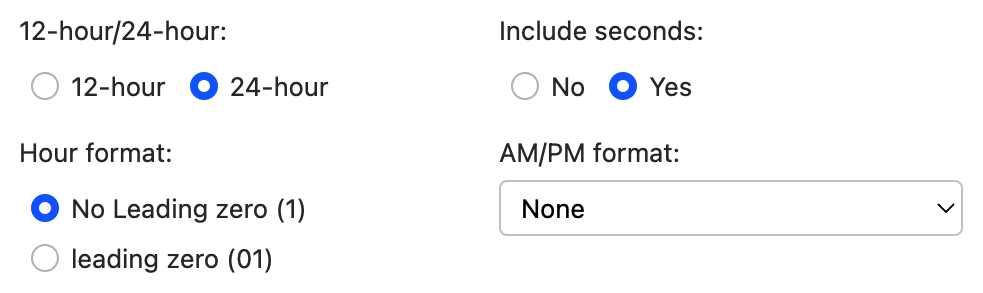 12-hour/24-hour:
12-hour 24-hour
Hour format:
No Leading zero (1)
leading zero (01)
Include seconds:
No Yes
AM/PM format:
None